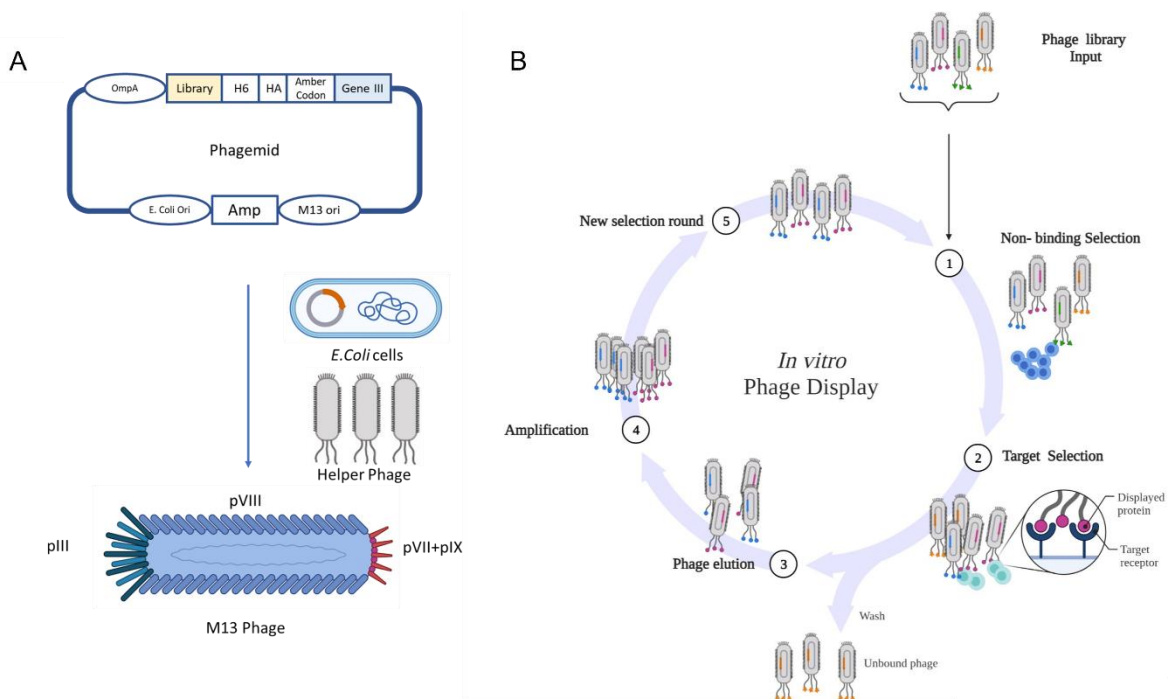 A
OmpA
Library
H6
HA
Amber
Codon
Gene III
Phagemid
E. Coli Ori
Amp
M13 ori
E.Coli cells
Helper Phage
pVIII
pIII
pVII+pIX
M13 Phage
B
Phage library
Input
New selection round
5
1
Non- binding Selection
In vitro
Phage Display
Amplification
4
2
Target Selection
Displayed
protein
Target
receptor
Phage elution
3
Wash
Unbound phage